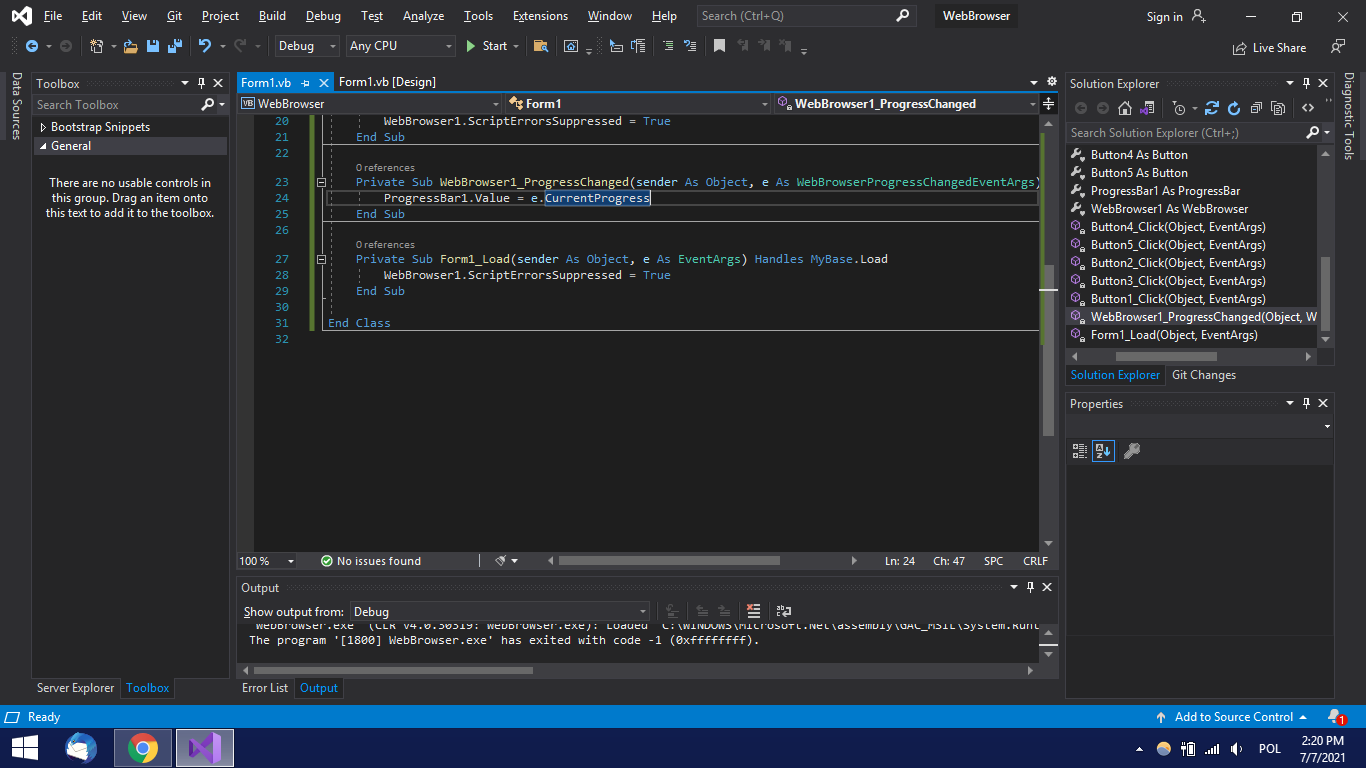 File Edit View Git Project Build Debug Test Analyze Tools Extensions Window Help Search (Ctrl+Q) WebBrowser Sign in
Debug Any CPU Start Live Share
Data Sources
Toolbox
Search Toolbox
Bootstrap Snippets
General
There are no usable controls in
this group. Drag an item onto
this text to add it to the toolbox.
Server Explorer Toolbox
Form1.vb Form1.vb [Design]
VB WebBrowser Form1 WebBrowser1_ProgressChanged
20 WebBrowser1.ScriptErrorsSuppressed = True
21 End Sub
22
0 references
23 Private Sub WebBrowser1_ProgressChanged(sender As Object, e As WebBrowserProgressChangedEventArgs)
24 ProgressBar1.Value = e.CurrentProgress
25 End Sub
26
0 references
27 Private Sub Form1_Load(sender As Object, e As EventArgs) Handles MyBase.Load
28 WebBrowser1.ScriptErrorsSuppressed = True
29 End Sub
30
31 End Class
32
100 % No issues found Ln: 24 Ch: 47 SPC CRLF
Output
Show output from: Debug
'WebBrowser.exe' (CLR v4.0.30319: WebBrowser.exe): Loaded 'C:\WINDOWS\Microsoft.Net\assembly\GAC_MSIL\System.Runt
The program '[1800] WebBrowser.exe' has exited with code -1 (0xffffffff).
Error List Output
Solution Explorer
Search Solution Explorer (Ctrl+;)
Button4 As Button
Button5 As Button
ProgressBar1 As ProgressBar
WebBrowser1 As WebBrowser
Button4_Click(Object, EventArgs)
Button5_Click(Object, EventArgs)
Button2_Click(Object, EventArgs)
Button3_Click(Object, EventArgs)
Button1_Click(Object, EventArgs)
WebBrowser1_ProgressChanged(Object, W
Form1_Load(Object, EventArgs)
Solution Explorer Git Changes
Properties
Diagnostic Tools
Ready Add to Source Control 1
POL 2:20 PM
7/7/2021